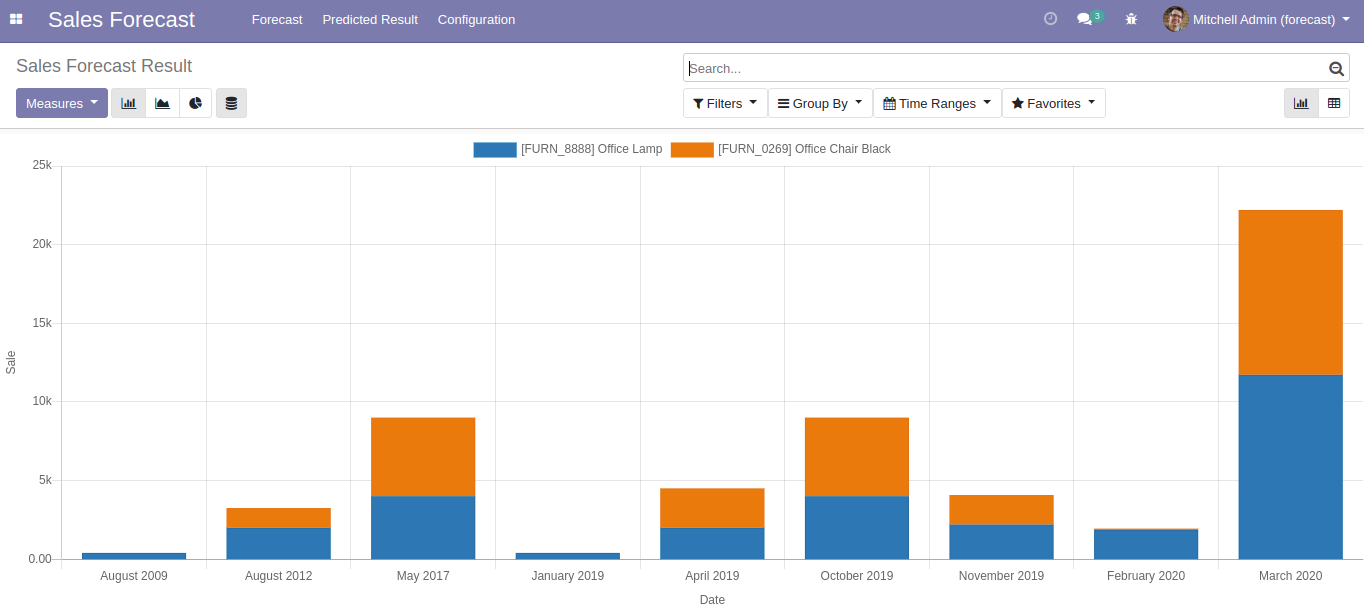 Sales Forecast Forecast Predicted Result Configuration 3 Mitchell Admin (forecast)
Sales Forecast Result Search...
Measures Filters Group By Time Ranges Favorites
[FURN_8888] Office Lamp [FURN_0269] Office Chair Black
25k
20k
15k
10k
5k
0.00
Sale
August 2009 August 2012 May 2017 January 2019 April 2019 October 2019 November 2019 February 2020 March 2020
Date